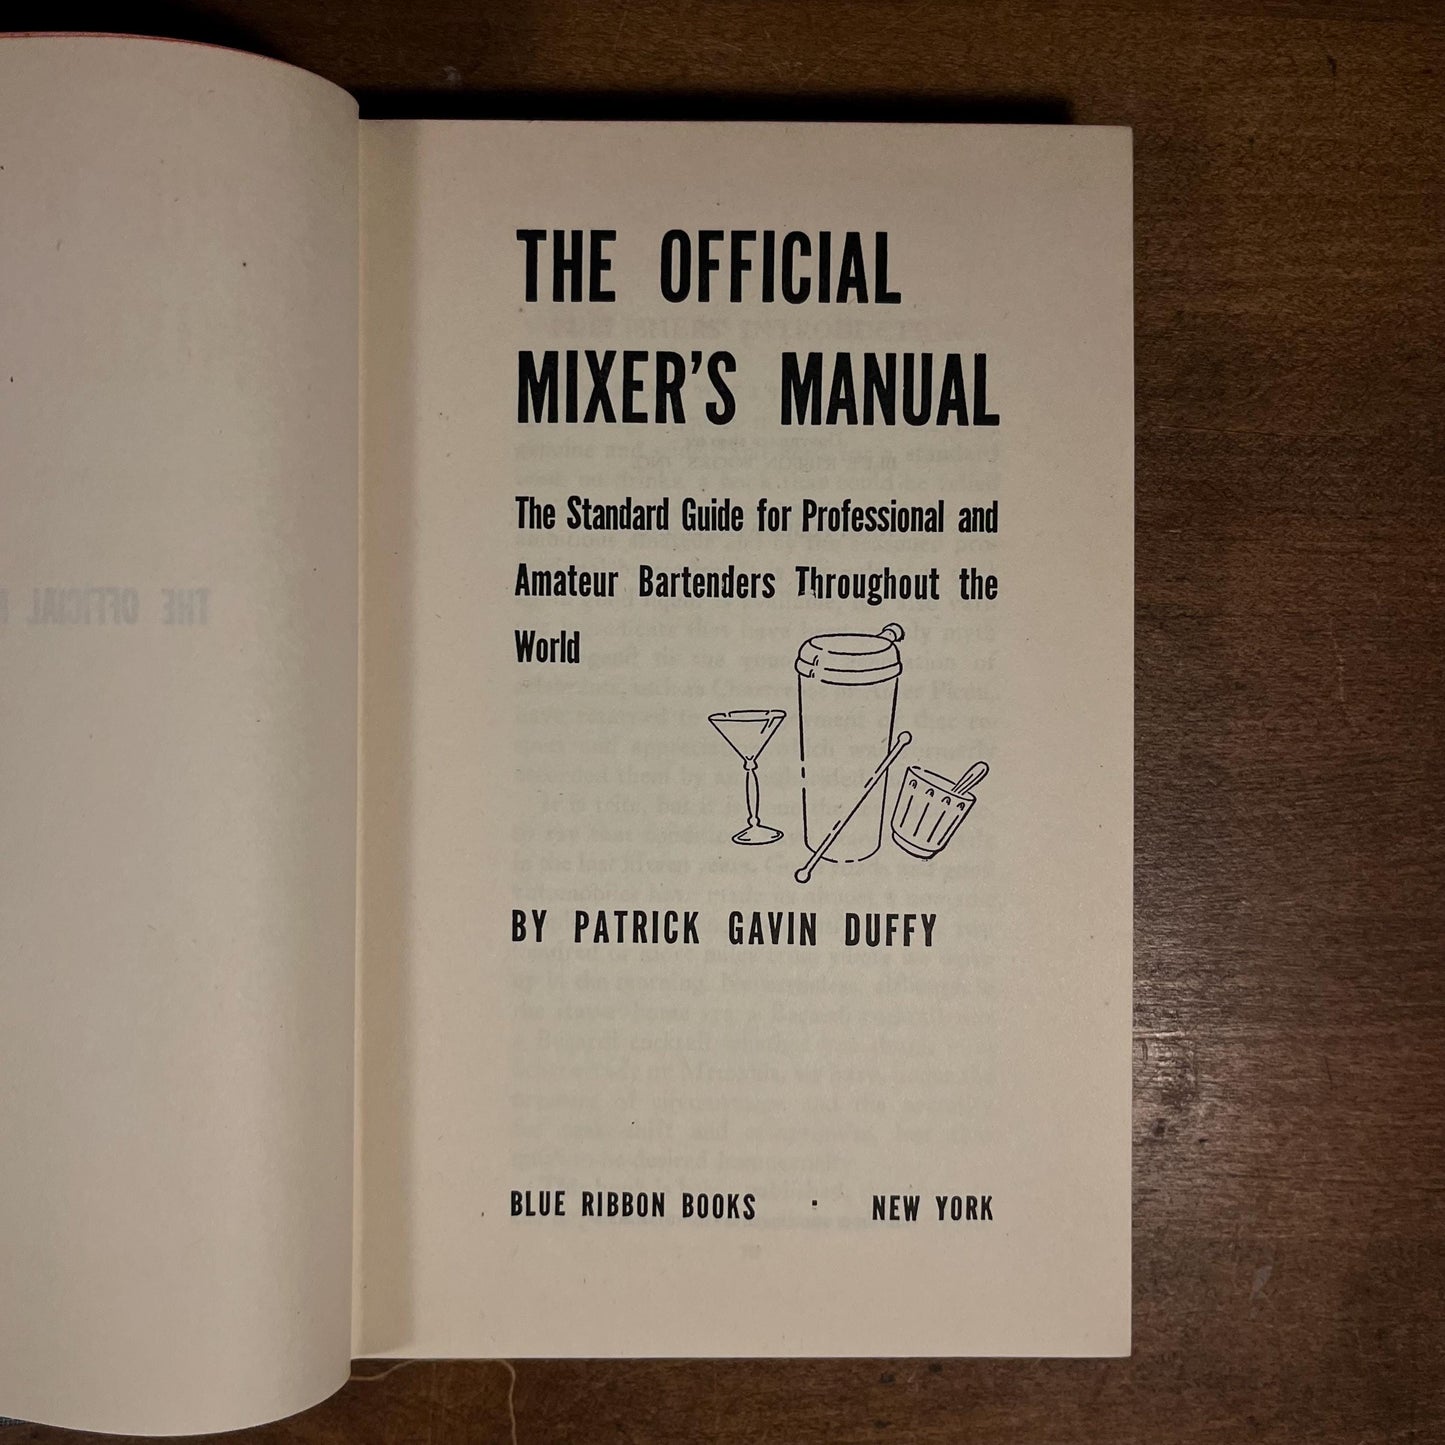 THE OFFICIAL
MIXER'S MANUAL
The Standard Guide for Professional and
Amateur Bartenders Throughout the
World
BY PATRICK GAVIN DUFFY
BLUE RIBBON BOOKS · NEW YORK